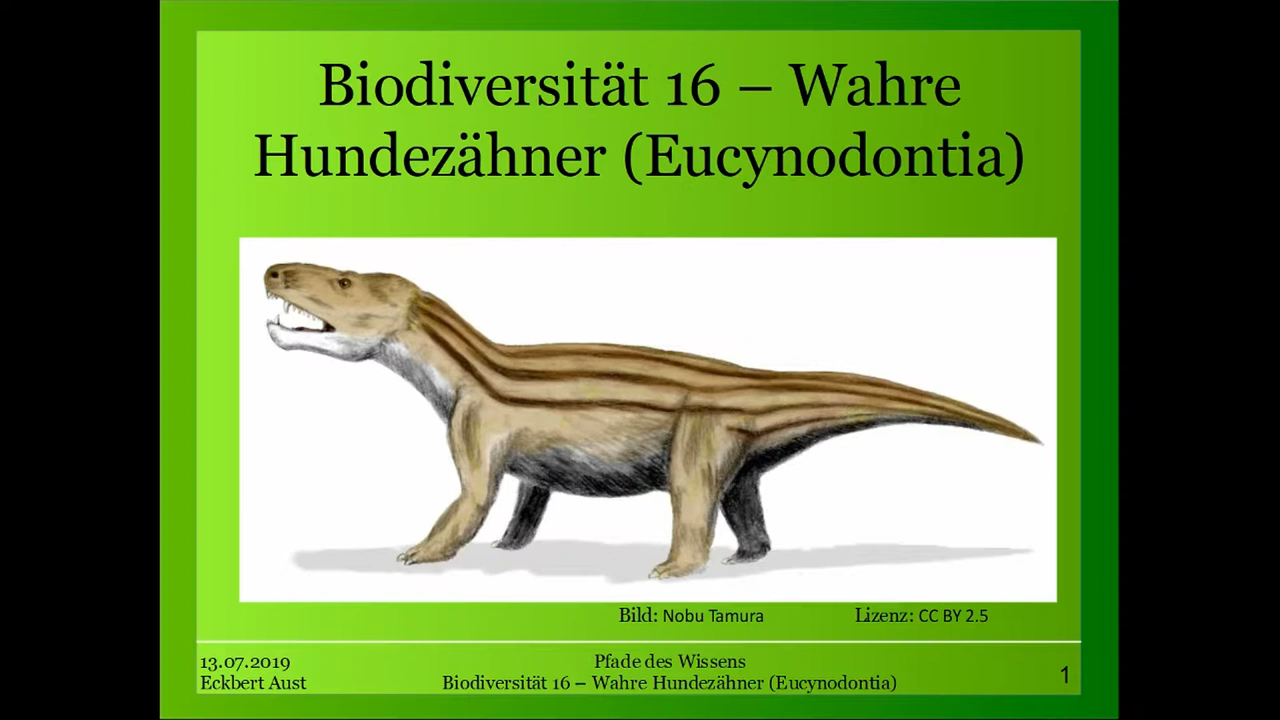 Biodiversität 16 – Wahre
Hundezähner (Eucynodontia)
Bild: Nobu Tamura Lizenz: CC BY 2.5
13.07.2019 Pfade des Wissens
Eckbert Aust Biodiversität 16 – Wahre Hundezähner (Eucynodontia) 1